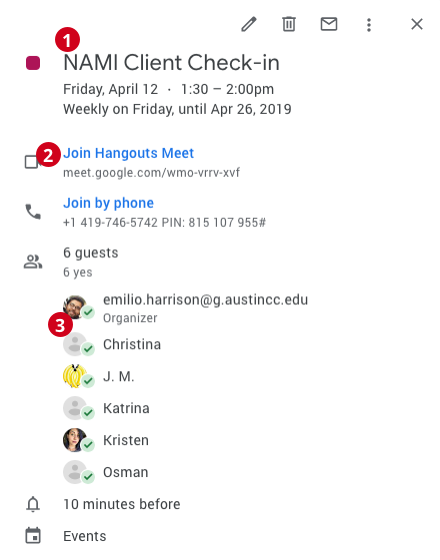 1
NAMI Client Check-in
Friday, April 12 · 1:30 – 2:00pm
Weekly on Friday, until Apr 26, 2019
2
Join Hangouts Meet
meet.google.com/wmo-vrrv-xvf
Join by phone
+1 419-746-5742 PIN: 815 107 955#
6 guests
6 yes
emilio.harrison@g.austincc.edu
Organizer
3
Christina
J. M.
Katrina
Kristen
Osman
10 minutes before
Events